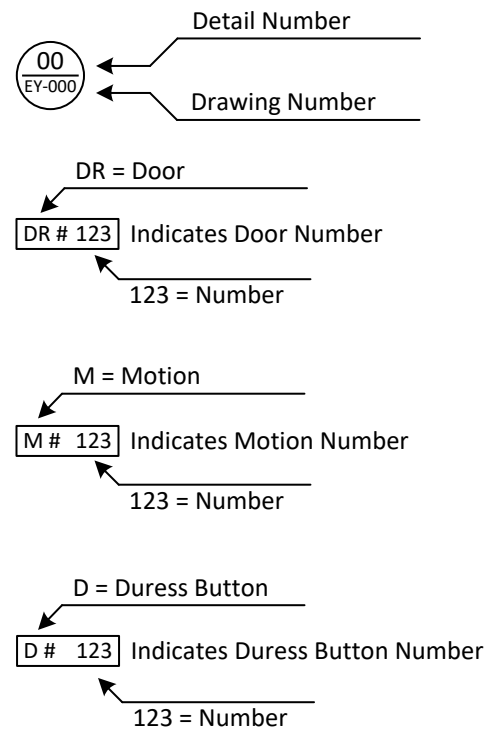 Detail Number
00
EY-000
Drawing Number
DR = Door
DR # 123 Indicates Door Number
123 = Number
M = Motion
M # 123 Indicates Motion Number
123 = Number
D = Duress Button
D # 123 Indicates Duress Button Number
123 = Number